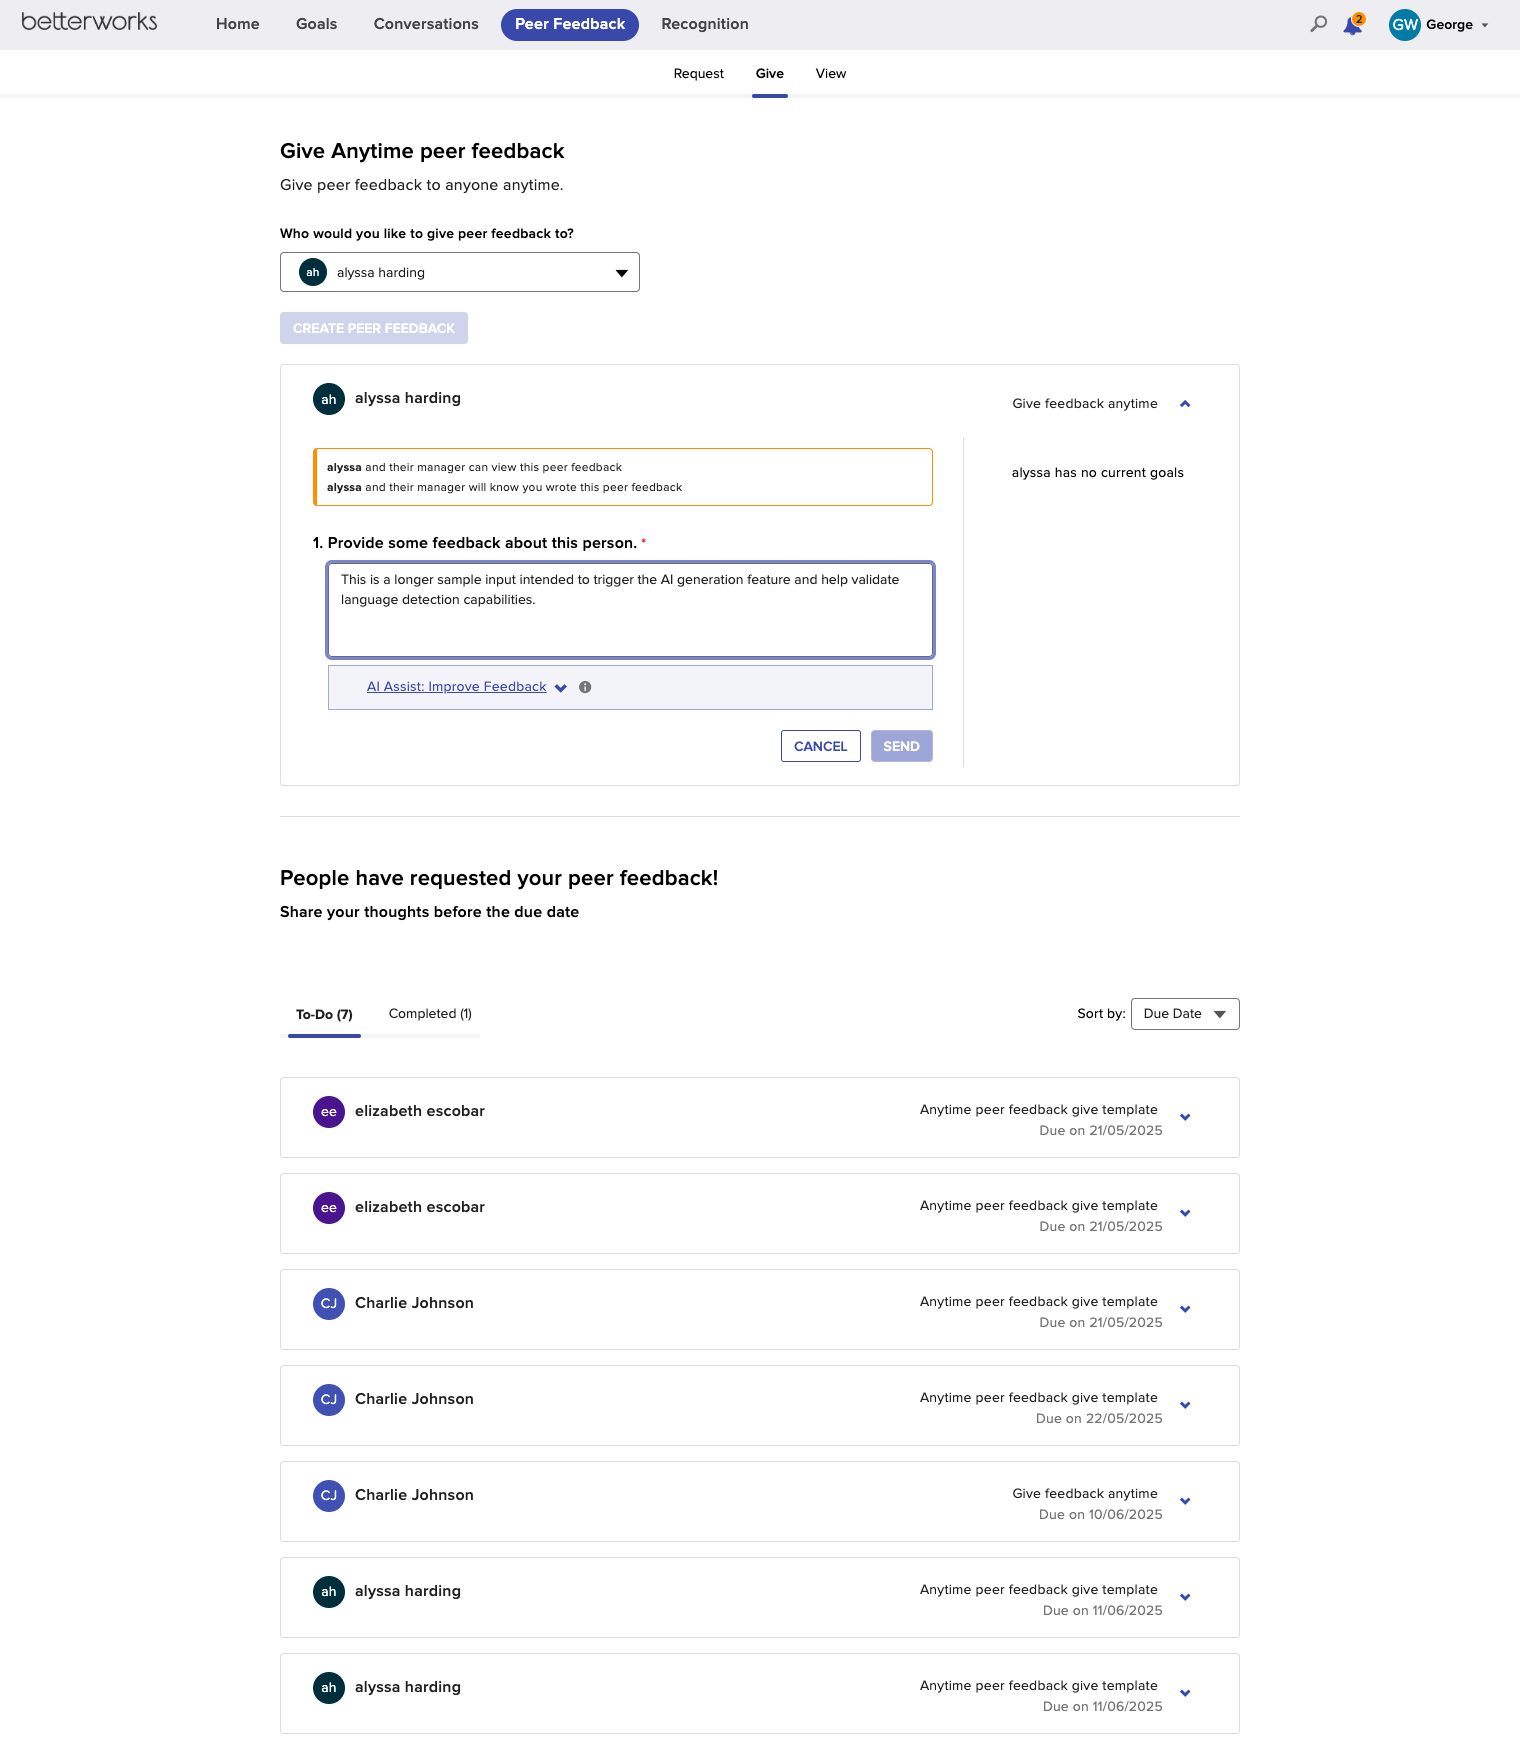 betterworks
Home Goals Conversations Peer Feedback Recognition
2
GW George
Request Give View
Give Anytime peer feedback
Give peer feedback to anyone anytime.
Who would you like to give peer feedback to?
ah alyssa harding
CREATE PEER FEEDBACK
ah alyssa harding
Give feedback anytime
alyssa and their manager can view this peer feedback
alyssa and their manager will know you wrote this peer feedback
alyssa has no current goals
1. Provide some feedback about this person. *
This is a longer sample input intended to trigger the AI generation feature and help validate
language detection capabilities.
AI Assist: Improve Feedback
CANCEL SEND
People have requested your peer feedback!
Share your thoughts before the due date
To-Do (7) Completed (1)
Sort by: Due Date
ee elizabeth escobar
Anytime peer feedback give template
Due on 21/05/2025
ee elizabeth escobar
Anytime peer feedback give template
Due on 21/05/2025
CJ Charlie Johnson
Anytime peer feedback give template
Due on 21/05/2025
CJ Charlie Johnson
Anytime peer feedback give template
Due on 22/05/2025
CJ Charlie Johnson
Give feedback anytime
Due on 10/06/2025
ah alyssa harding
Anytime peer feedback give template
Due on 11/06/2025
ah alyssa harding
Anytime peer feedback give template
Due on 11/06/2025